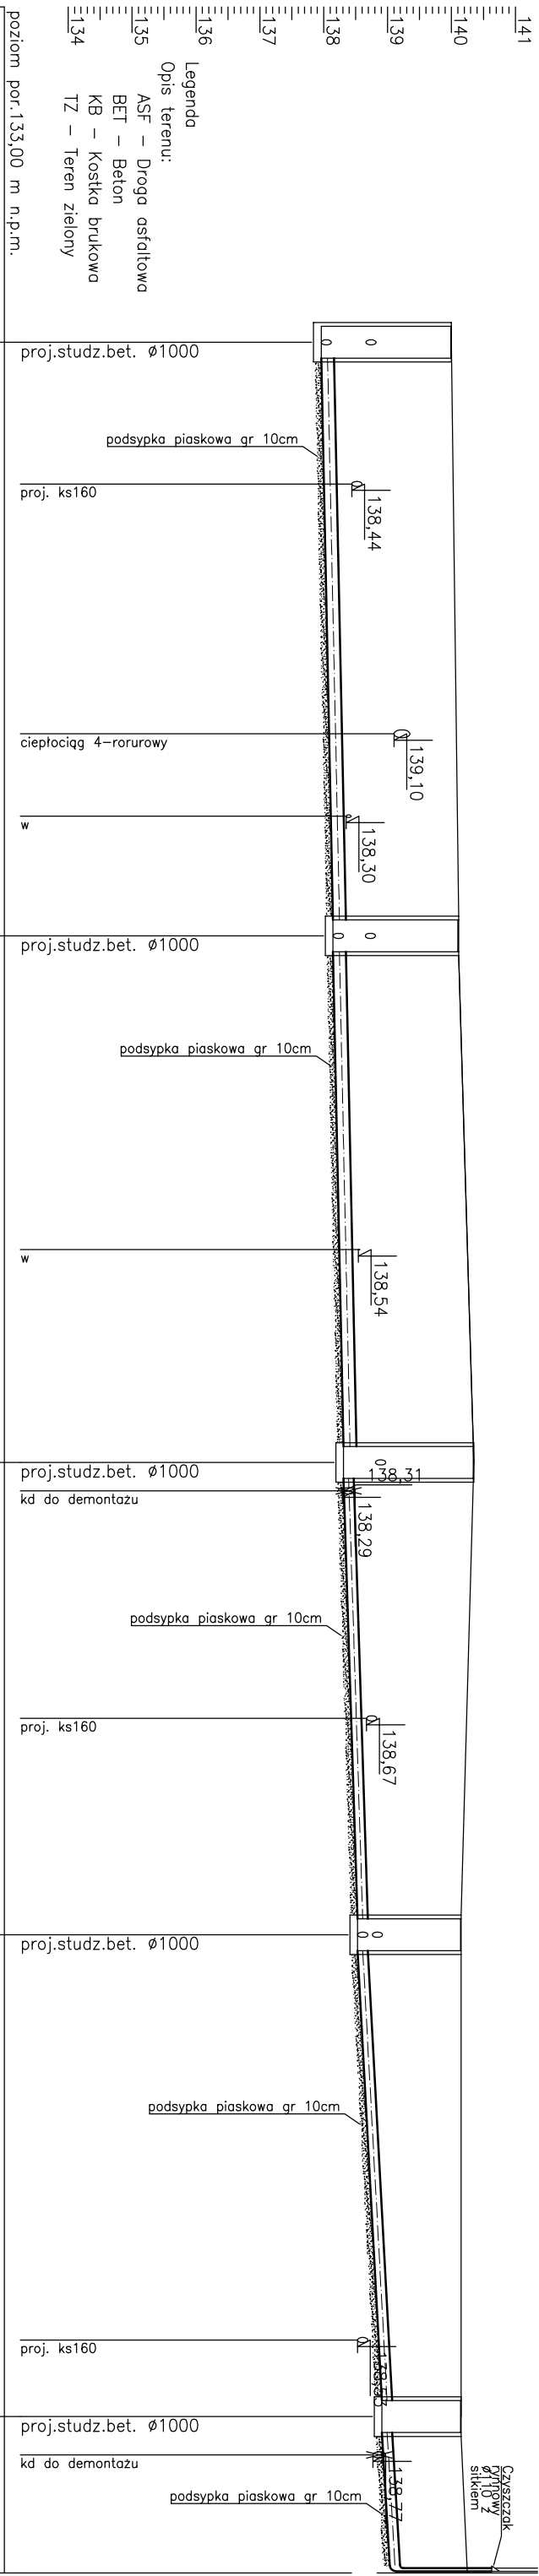 141
140
139
138
137
136
135
134
Legenda
Opis terenu:
ASF – Droga asfaltowa
BET – Beton
KB – Kostka brukowa
TZ – Teren zielony
poziom por.133,00 m n.p.m.
proj.studz.bet. Ø1000
podsypka piaskowa gr 10cm
proj. ks160
138,44
ciepłociąg 4-rorurowy
139,10
w
138,30
proj.studz.bet. Ø1000
podsypka piaskowa gr 10cm
w
138,54
proj.studz.bet. Ø1000
138,31
kd do demontażu
138,29
podsypka piaskowa gr 10cm
proj. ks160
138,67
proj.studz.bet. Ø1000
podsypka piaskowa gr 10cm
proj. ks160
proj.studz.bet. Ø1000
kd do demontażu
138,77
podsypka piaskowa gr 10cm
Czyszczak
rynnowy
Ø110 z
sitkiem